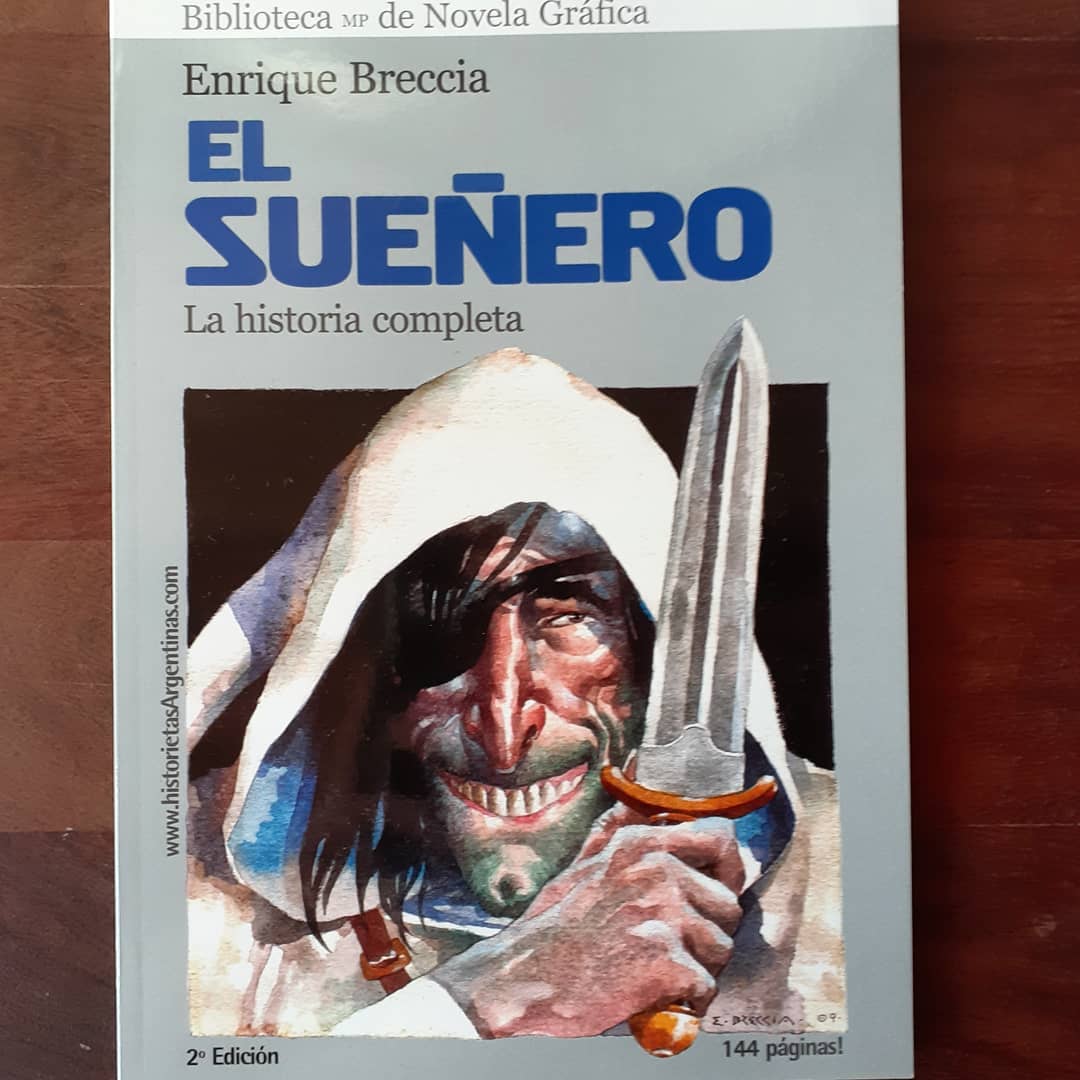 Biblioteca MP de Novela Gráfica
Enrique Breccia
EL
SUEÑERO
La historia completa
www.historietasArgentinas.com
E. BRECCIA. 09.
2º Edición
144 páginas!